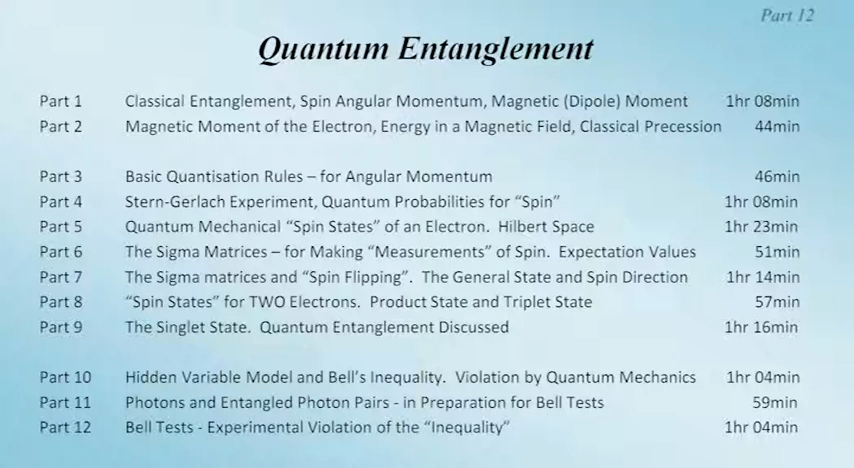 Part 12
Quantum Entanglement
Part 1 Classical Entanglement, Spin Angular Momentum, Magnetic (Dipole) Moment 1hr 08min
Part 2 Magnetic Moment of the Electron, Energy in a Magnetic Field, Classical Precession 44min
Part 3 Basic Quantisation Rules – for Angular Momentum 46min
Part 4 Stern-Gerlach Experiment, Quantum Probabilities for “Spin” 1hr 08min
Part 5 Quantum Mechanical “Spin States” of an Electron. Hilbert Space 1hr 23min
Part 6 The Sigma Matrices – for Making “Measurements” of Spin. Expectation Values 51min
Part 7 The Sigma matrices and “Spin Flipping”. The General State and Spin Direction 1hr 14min
Part 8 “Spin States” for TWO Electrons. Product State and Triplet State 57min
Part 9 The Singlet State. Quantum Entanglement Discussed 1hr 16min
Part 10 Hidden Variable Model and Bell’s Inequality. Violation by Quantum Mechanics 1hr 04min
Part 11 Photons and Entangled Photon Pairs - in Preparation for Bell Tests 59min
Part 12 Bell Tests - Experimental Violation of the “Inequality” 1hr 04min